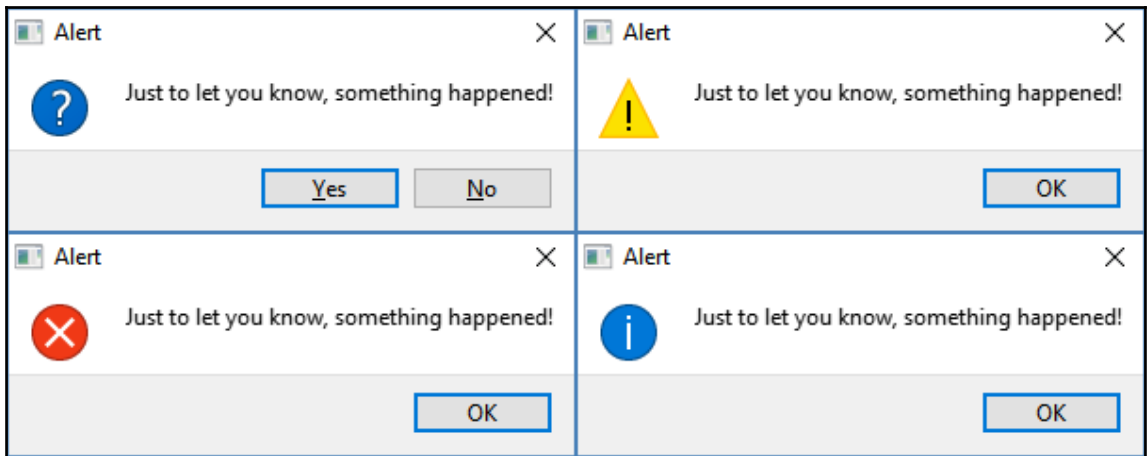 Alert
Just to let you know, something happened!
Yes No
Alert
Just to let you know, something happened!
OK
Alert
Just to let you know, something happened!
OK
Alert
Just to let you know, something happened!
OK